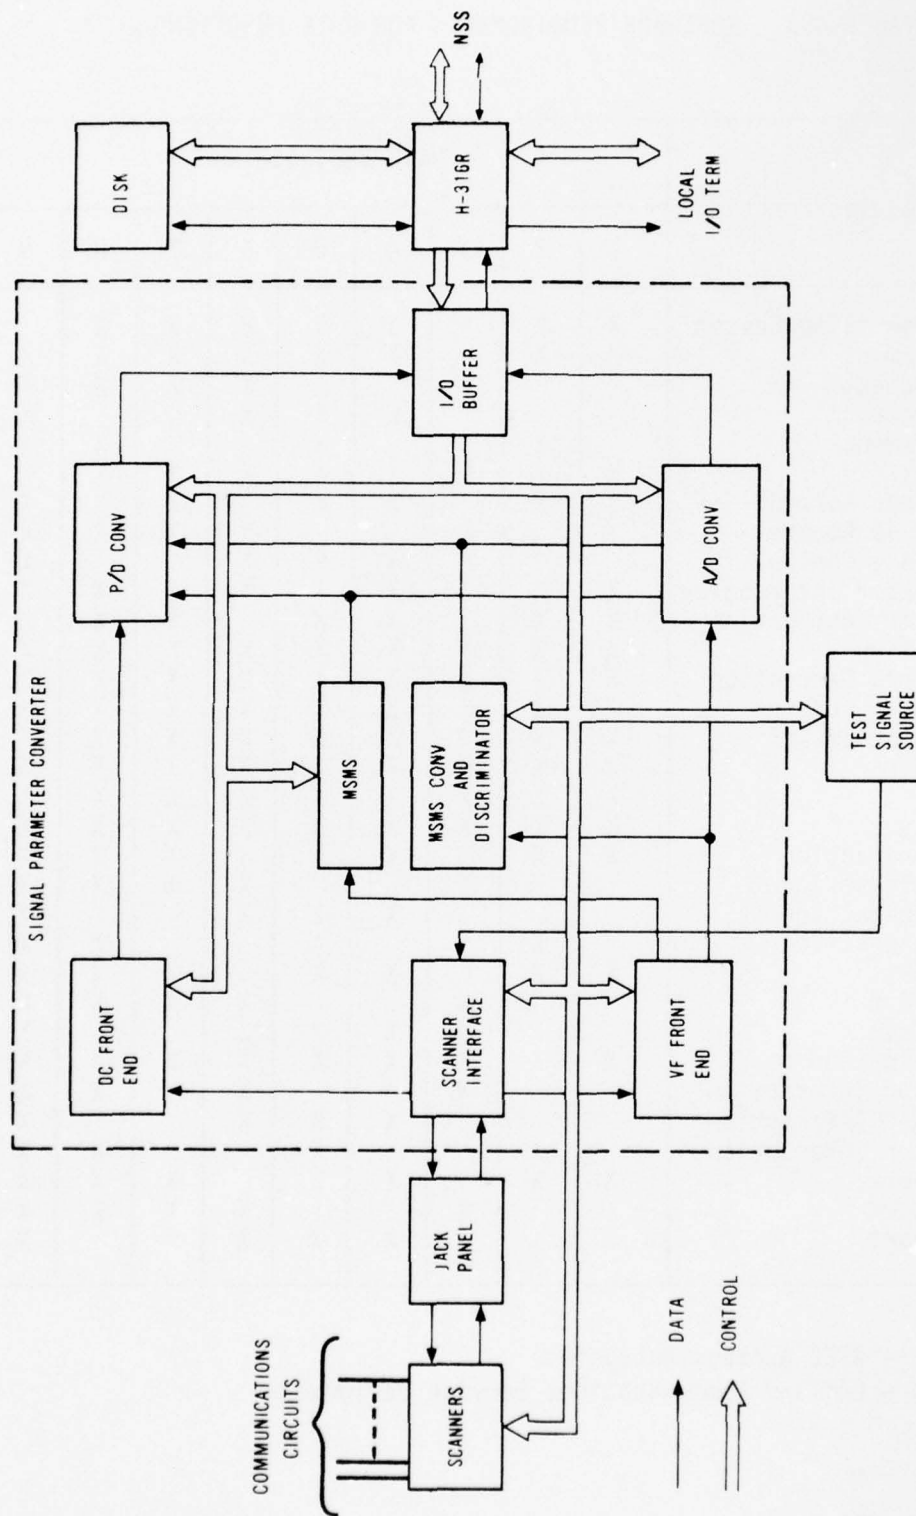 COMMUNICATIONS
CIRCUITS
SCANNERS
JACK
PANEL
SIGNAL PARAMETER CONVERTER
DC FRONT
END
SCANNER
INTERFACE
VF FRONT
END
MSMS
MSMS CONV
AND
DISCRIMINATOR
TEST
SIGNAL
SOURCE
P/D CONV
A/D CONV
I/O
BUFFER
DISK
H-316R
NSS
LOCAL
I/O TERM
DATA
CONTROL